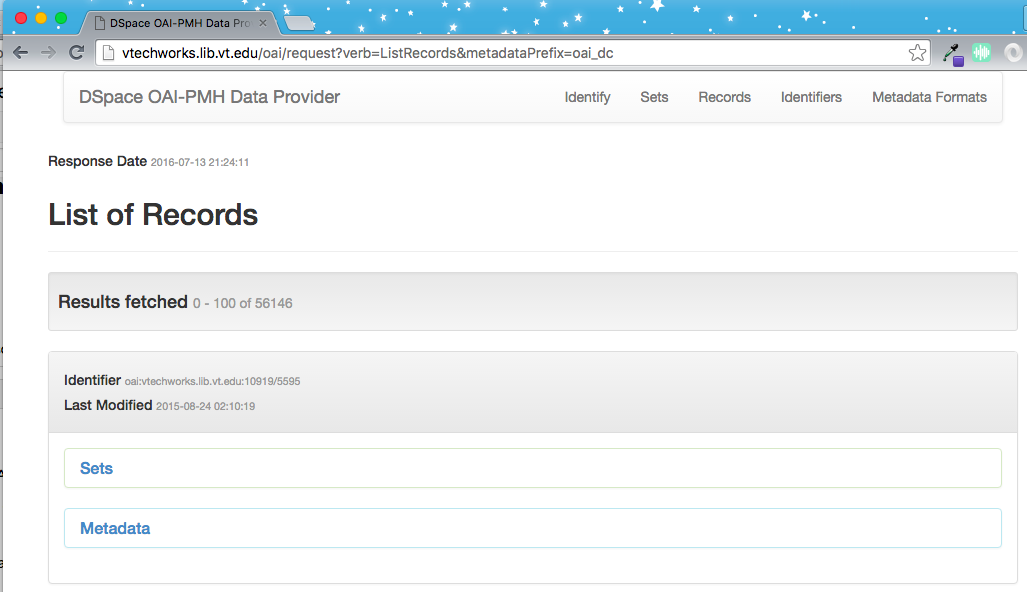 DSpace OAI-PMH Data Pro
vtechworks.lib.vt.edu/oai/request?verb=ListRecords&metadataPrefix=oai_dc
DSpace OAI-PMH Data Provider Identify Sets Records Identifiers Metadata Formats
Response Date 2016-07-13 21:24:11
List of Records
Results fetched 0 - 100 of 56146
Identifier oai:vtechworks.lib.vt.edu:10919/5595
Last Modified 2015-08-24 02:10:19
Sets
Metadata